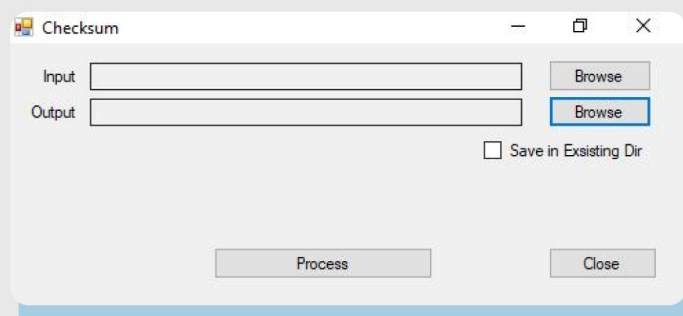 Checksum
Input Browse
Output Browse
Save in Exsisting Dir
Process Close